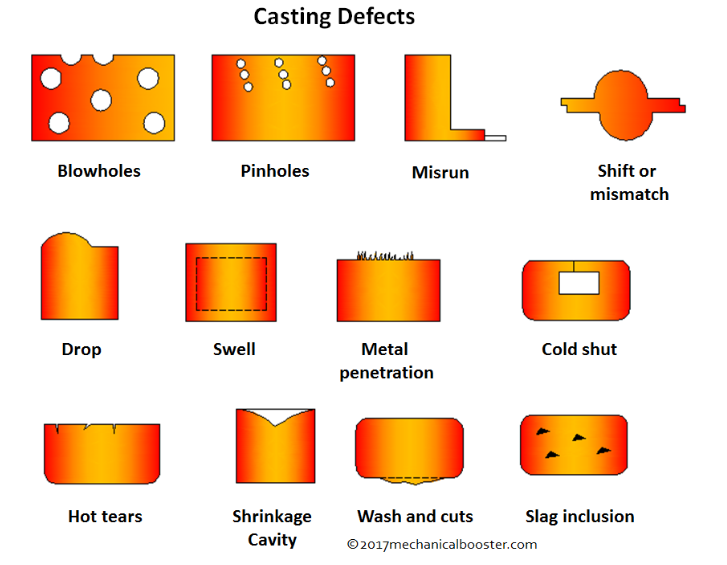 Casting Defects
Blowholes
Pinholes
Misrun
Shift or
mismatch
Drop
Swell
Metal
penetration
Cold shut
Hot tears
Shrinkage
Cavity
Wash and cuts
Slag inclusion
©2017mechanicalbooster.com